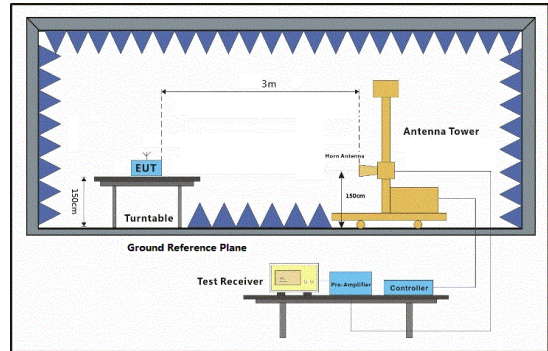 3m
Antenna Tower
Horn Antenna
EUT
150cm
150cm
Turntable
Ground Reference Plane
Test Receiver
Pre-Amplifier
Controller